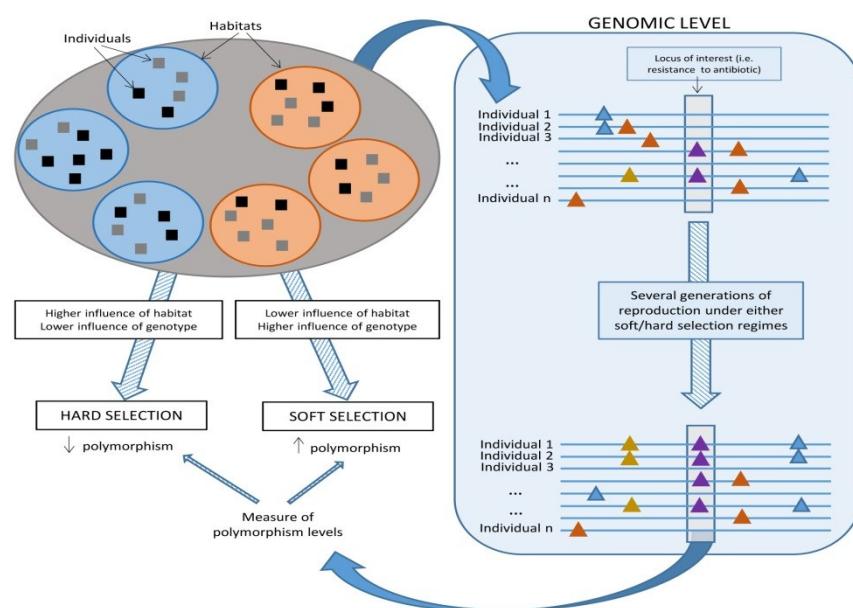 Individuals
Habitats
Higher influence of habitat
Lower influence of genotype
Lower influence of habitat
Higher influence of genotype
HARD SELECTION
↓ polymorphism
SOFT SELECTION
↑ polymorphism
Measure of
polymorphism levels
GENOMIC LEVEL
Locus of interest (i.e.
resistance to antibiotic)
Individual 1
Individual 2
Individual 3
...
...
Individual n
Several generations of
reproduction under either
soft/hard selection regimes
Individual 1
Individual 2
Individual 3
...
...
Individual n